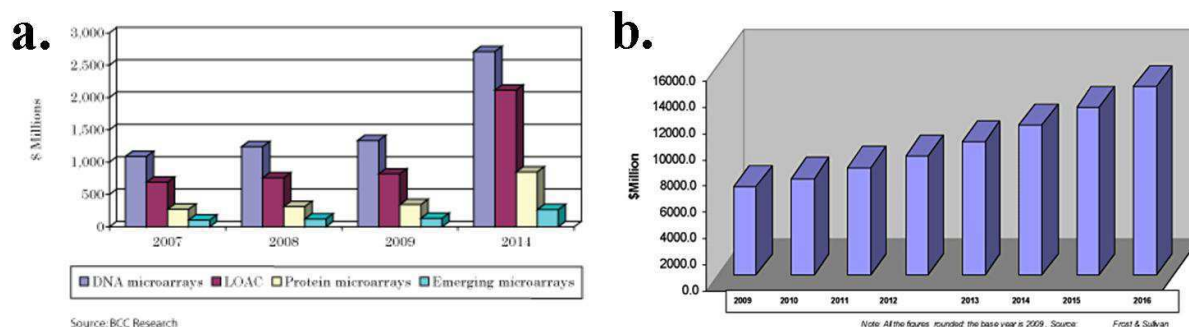 a.
$ Millions
3,000
2,500
2,000
1,500
1,000
500
0
2007 2008 2009 2014
DNA microarrays LOAC Protein microarrays Emerging microarrays
Source: BCC Research
b.
$Million
16000.0
14000.0
12000.0
10000.0
8000.0
6000.0
4000.0
2000.0
0.0
2009 2010 2011 2012 2013 2014 2015 2016
Note: All the figures rounded: the base year is 2009. Source: Frost & Sullivan